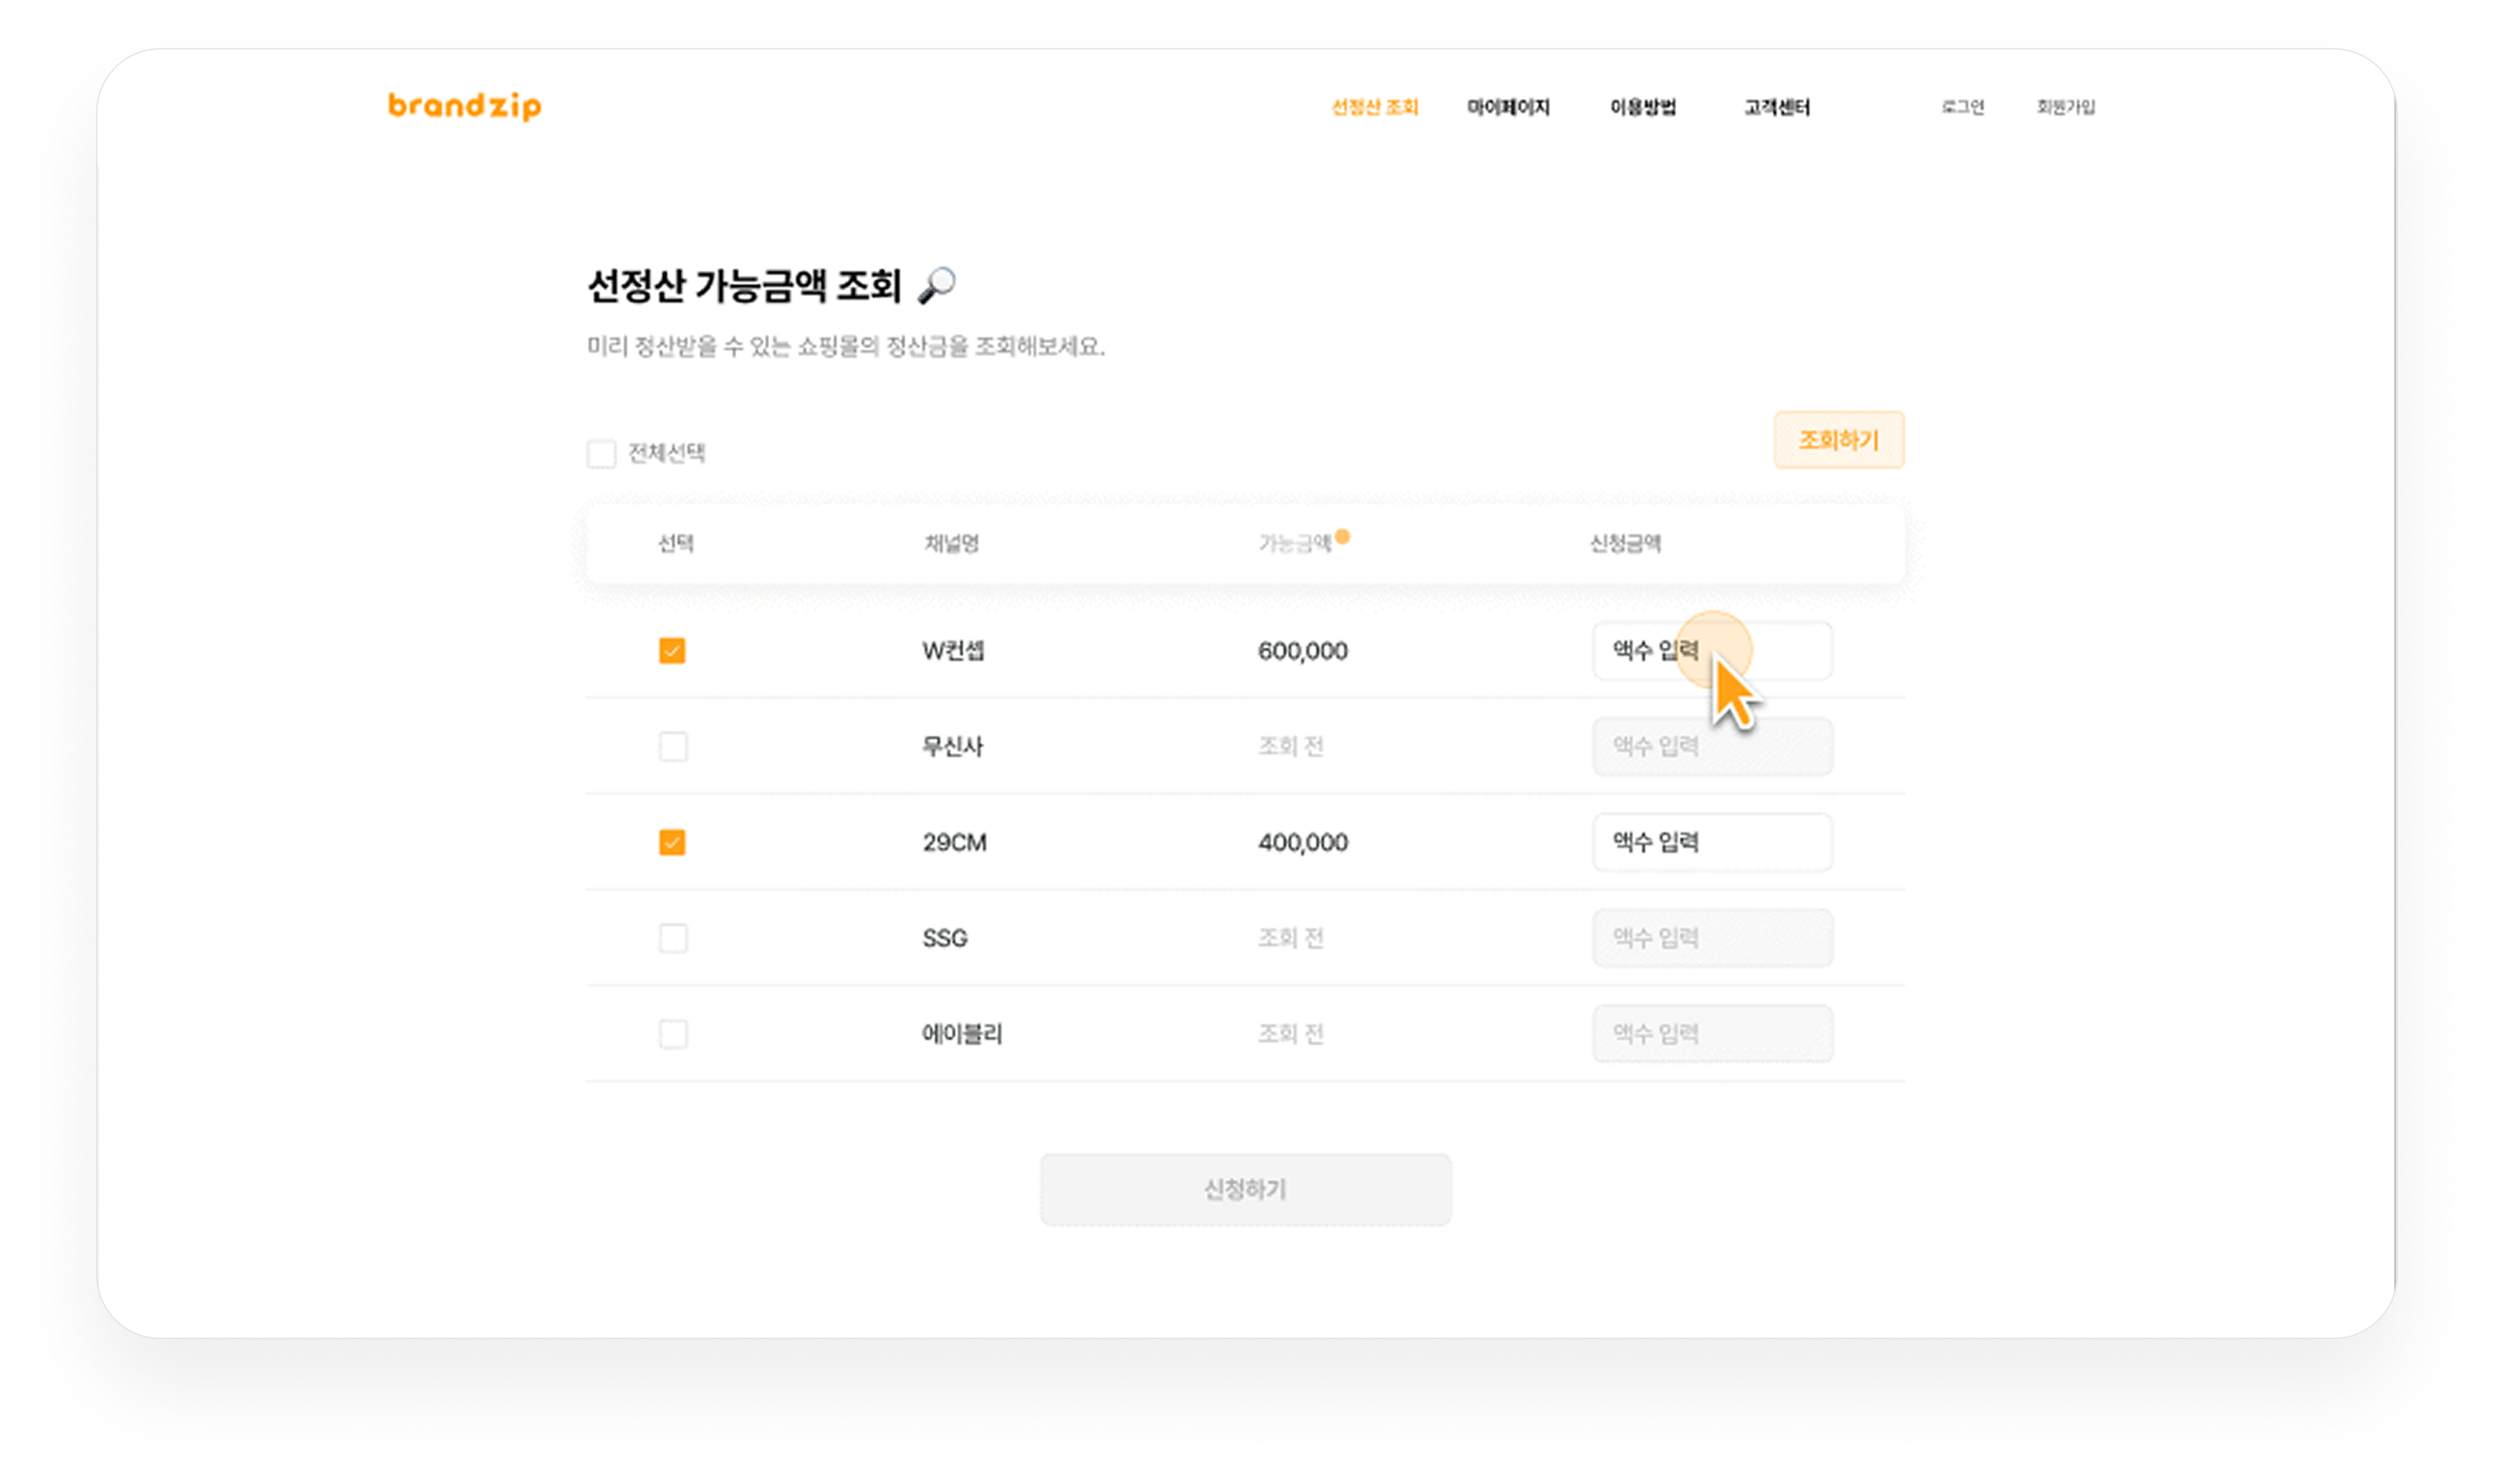 brandzip 선정산 조회 마이페이지 이용방법 고객센터 로그인 회원가입
선정산 가능금액 조회
미리 정산받을 수 있는 쇼핑몰의 정산금을 조회해보세요.
전체선택 조회하기
선택 채널명 가능금액 신청금액
W컨셉 600,000 액수 입력
무신사 조회 전 액수 입력
29CM 400,000 액수 입력
SSG 조회 전 액수 입력
에이블리 조회 전 액수 입력
신청하기